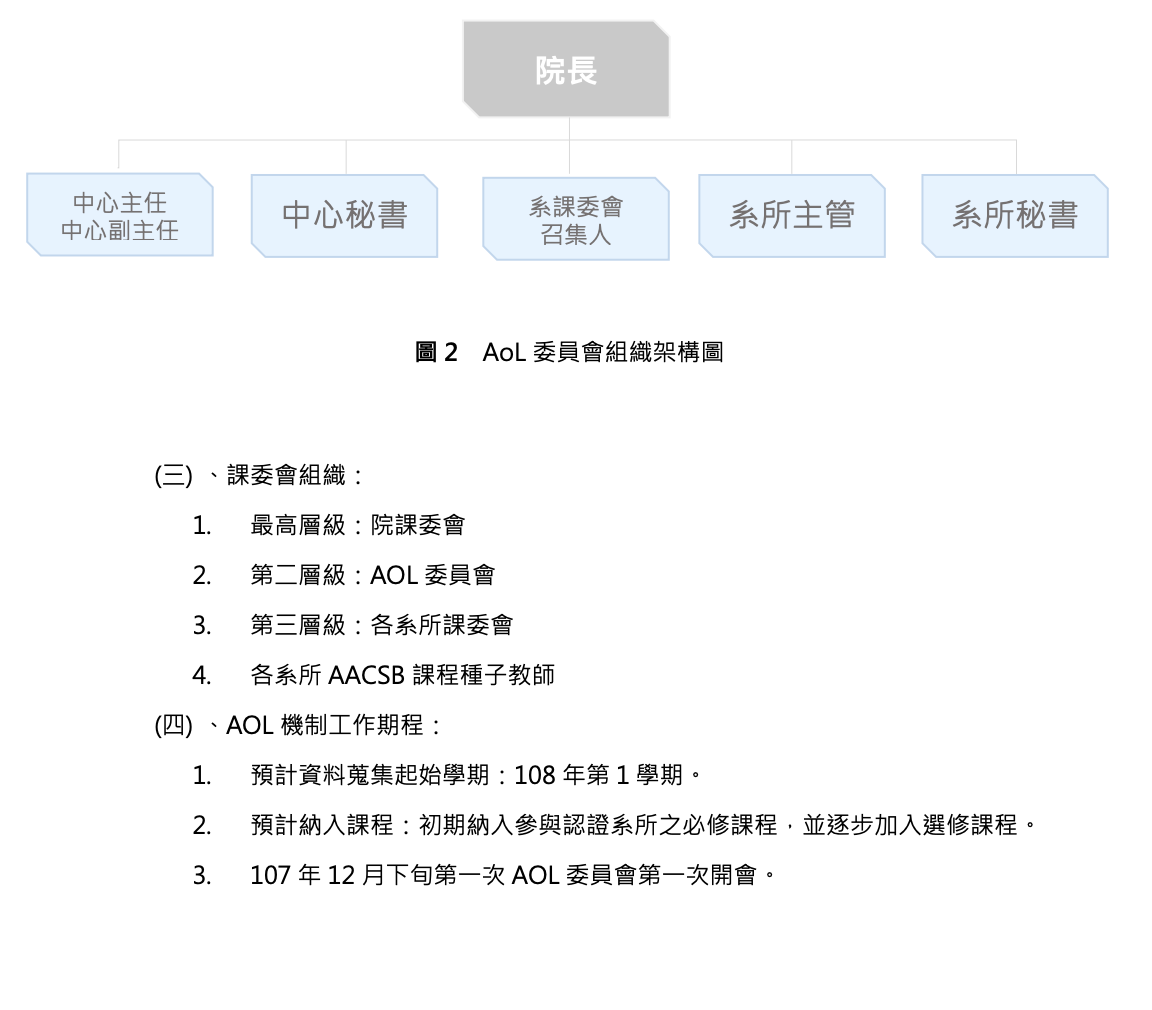 院長
中心主任
中心副主任
中心秘書
系課委會
召集人
系所主管
系所秘書
圖 2 AoL 委員會組織架構圖
(三) 、課委會組織：
1. 最高層級：院課委會
2. 第二層級：AOL 委員會
3. 第三層級：各系所課委會
4. 各系所 AACSB 課程種子教師
(四) 、AOL 機制工作期程：
1. 預計資料蒐集起始學期：108 年第 1 學期。
2. 預計納入課程：初期納入參與認證系所之必修課程，並逐步加入選修課程。
3. 107 年 12 月下旬第一次 AOL 委員會第一次開會。